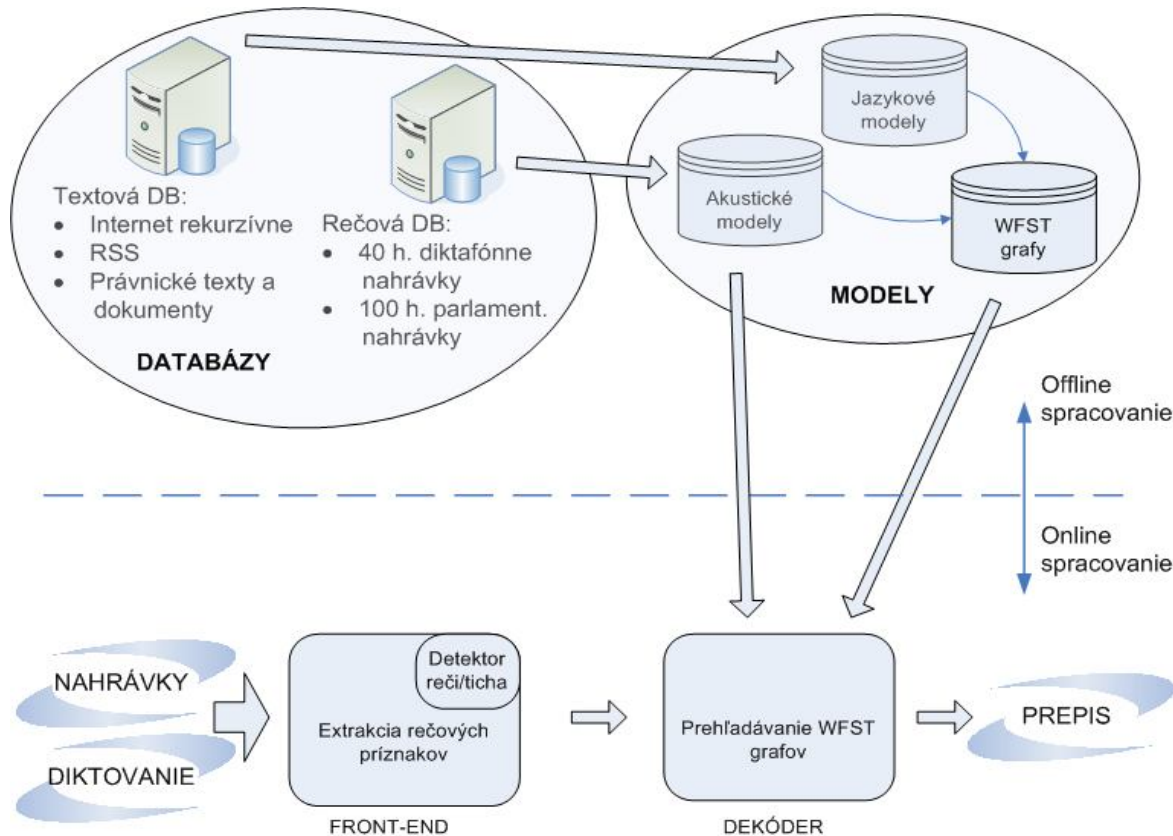 Textová DB:
• Internet rekurzívne
• RSS
• Právnické texty a
dokumenty
Rečová DB:
• 40 h. diktafónne
nahrávky
• 100 h. parlament.
nahrávky
DATABÁZY
Jazykové
modely
Akustické
modely
WFST
grafy
MODELY
Offline
spracovanie
Online
spracovanie
NAHRÁVKY
DIKTOVANIE
Detektor
reči/ticha
Extrakcia rečových
príznakov
FRONT-END
Prehľadávanie WFST
grafov
DEKÓDER
PREPIS